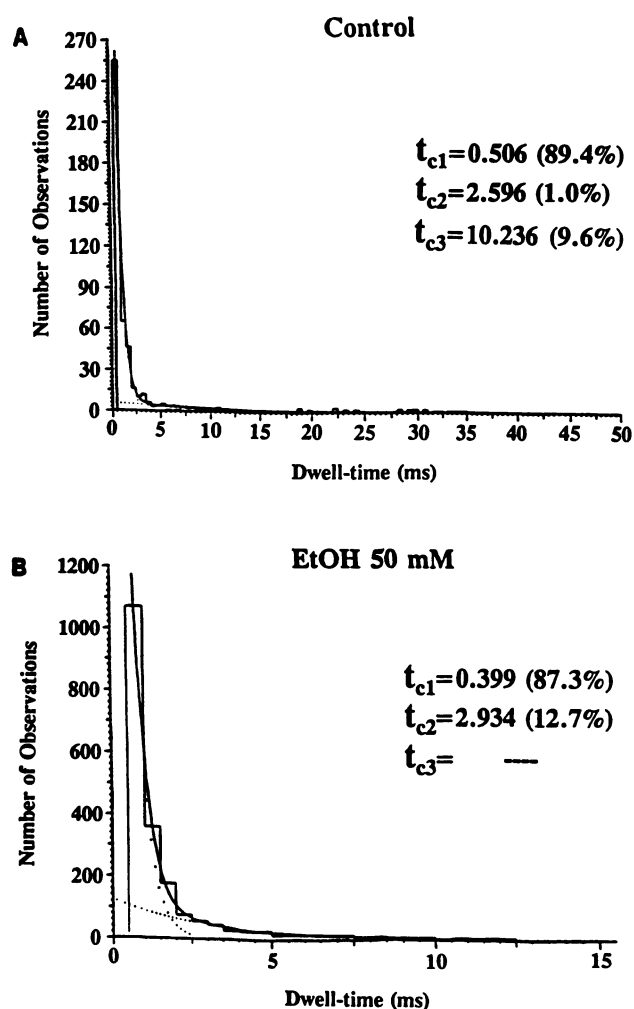 A
Control
270
240
210
180
150
120
90
60
30
0
Number of Observations
tc1=0.506 (89.4%)
tc2=2.596 (1.0%)
tc3=10.236 (9.6%)
0 5 10 15 20 25 30 35 40 45 50
Dwell-time (ms)
B
EtOH 50 mM
1200
1000
800
600
400
200
0
Number of Observations
tc1=0.399 (87.3%)
tc2=2.934 (12.7%)
tc3= ----
0 5 10 15
Dwell-time (ms)